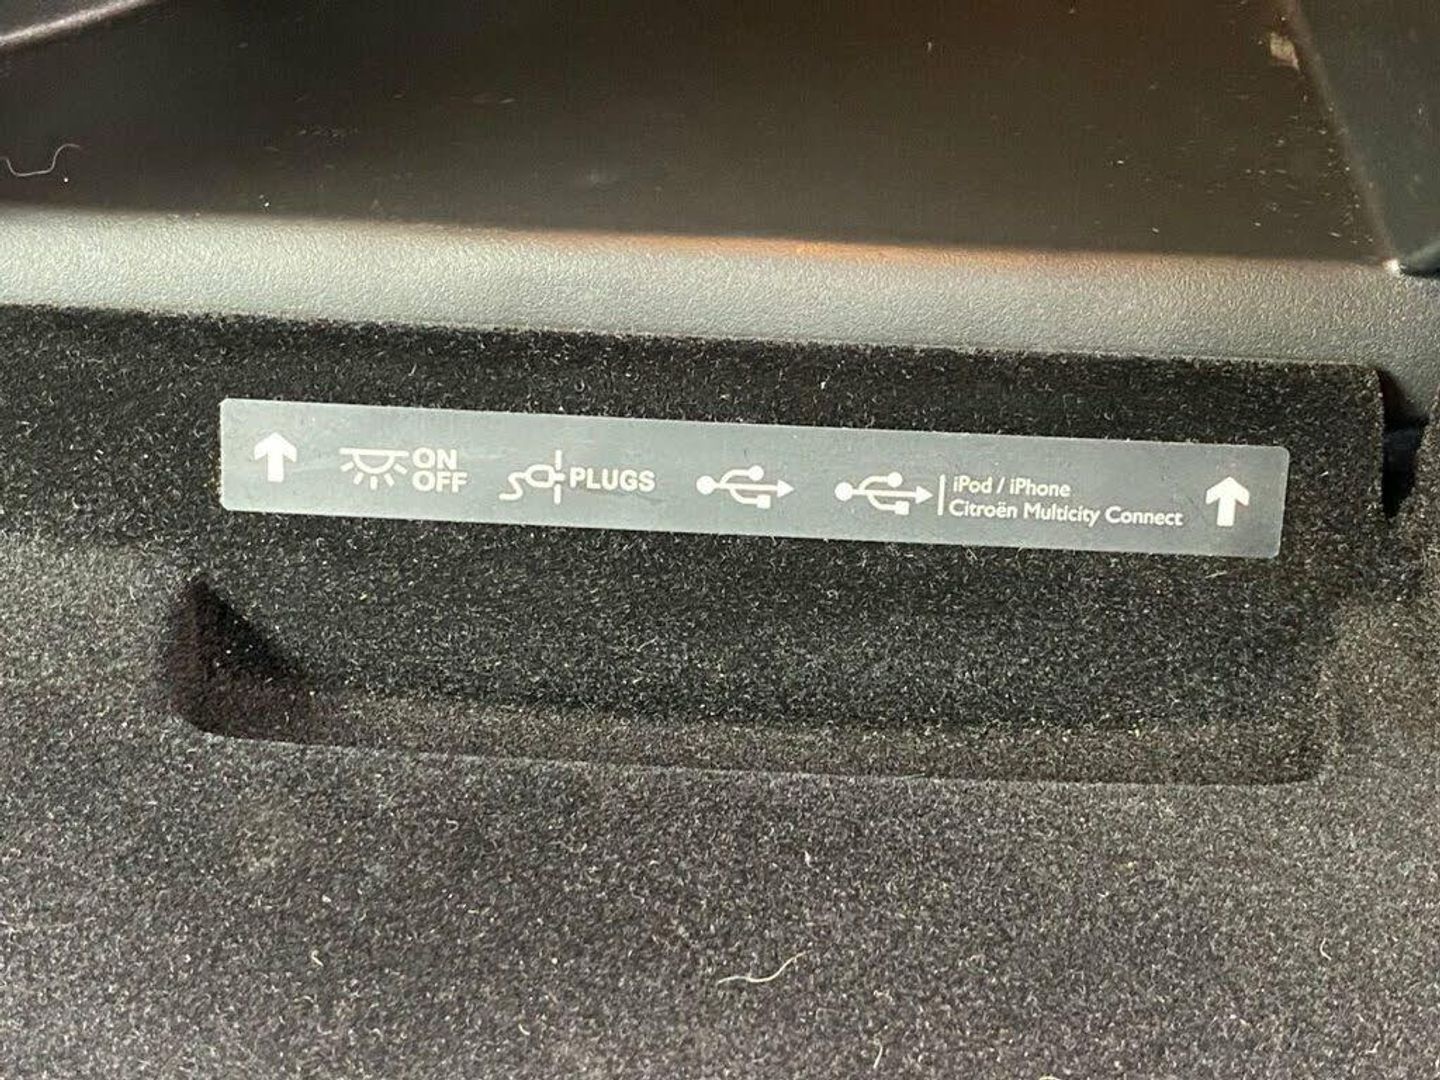 ON
OFF
PLUGS
iPod / iPhone
Citroën Multicity Connect